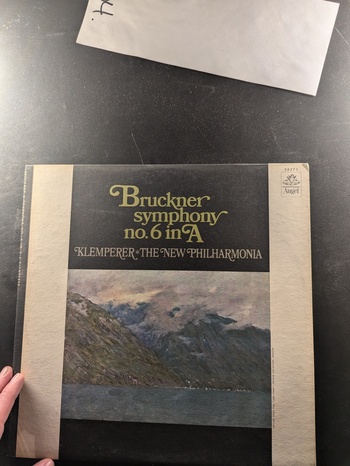 Bruckner
symphony
no. 6 in A
KLEMPERER • THE NEW PHILHARMONIA
Angel